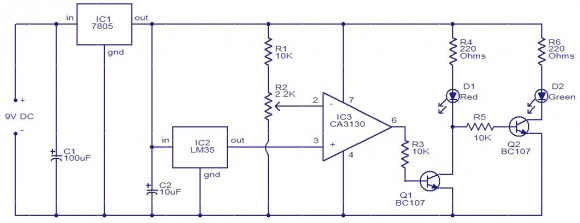 IC1
7805
in
out
gnd
R1
10K
R2
2.2K
R4
220
Ohms
R6
220
Ohms
D1
Red
D2
Green
+
9V DC
−
C1
100uF
+
in
IC2
LM35
out
gnd
+
C2
10uF
2
-
7
IC3
CA3130
6
3
+
4
R3
10K
R5
10K
Q1
BC107
Q2
BC107